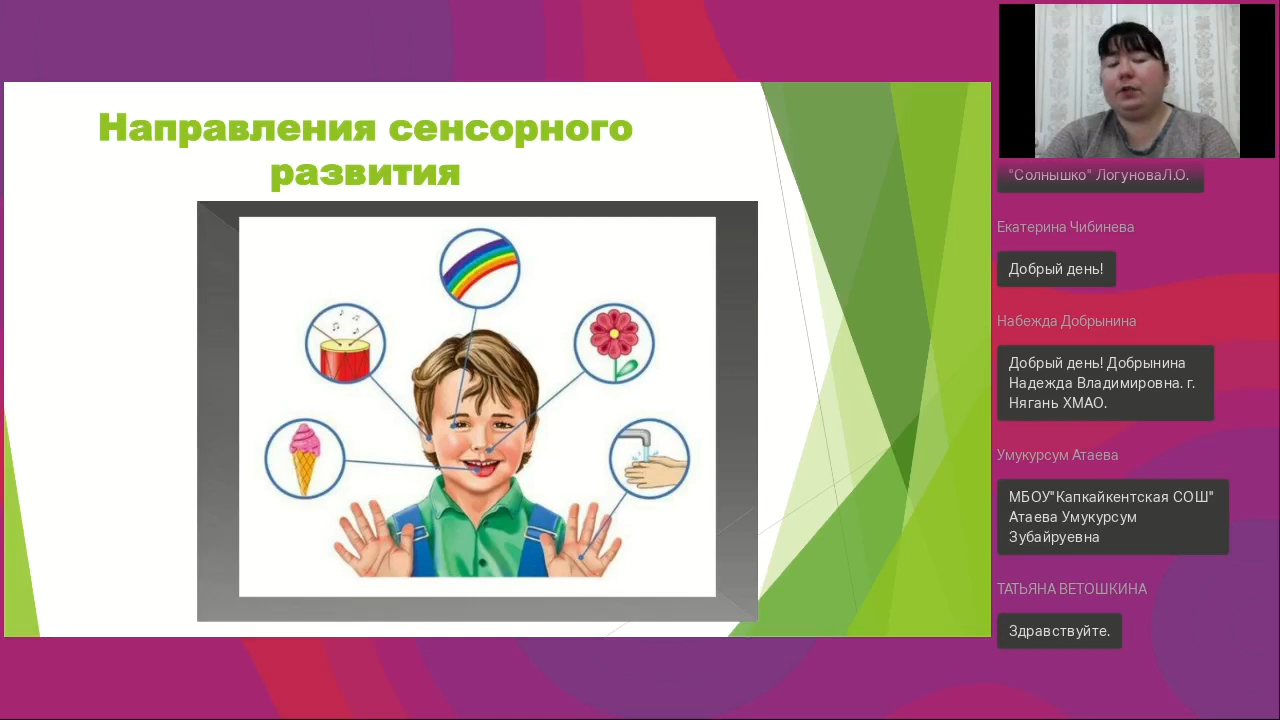 Направления сенсорного
развития
"Солнышко" ЛогуноваЛ.О.
Екатерина Чибинева
Добрый день!
Набежда Добрынина
Добрый день! Добрынина
Надежда Владимировна. г.
Нягань ХМАО.
Умукурсум Атаева
МБОУ"Капкайкентская СОШ"
Атаева Умукурсум
Зубайруевна
ТАТЬЯНА ВЕТОШКИНА
Здравствуйте.